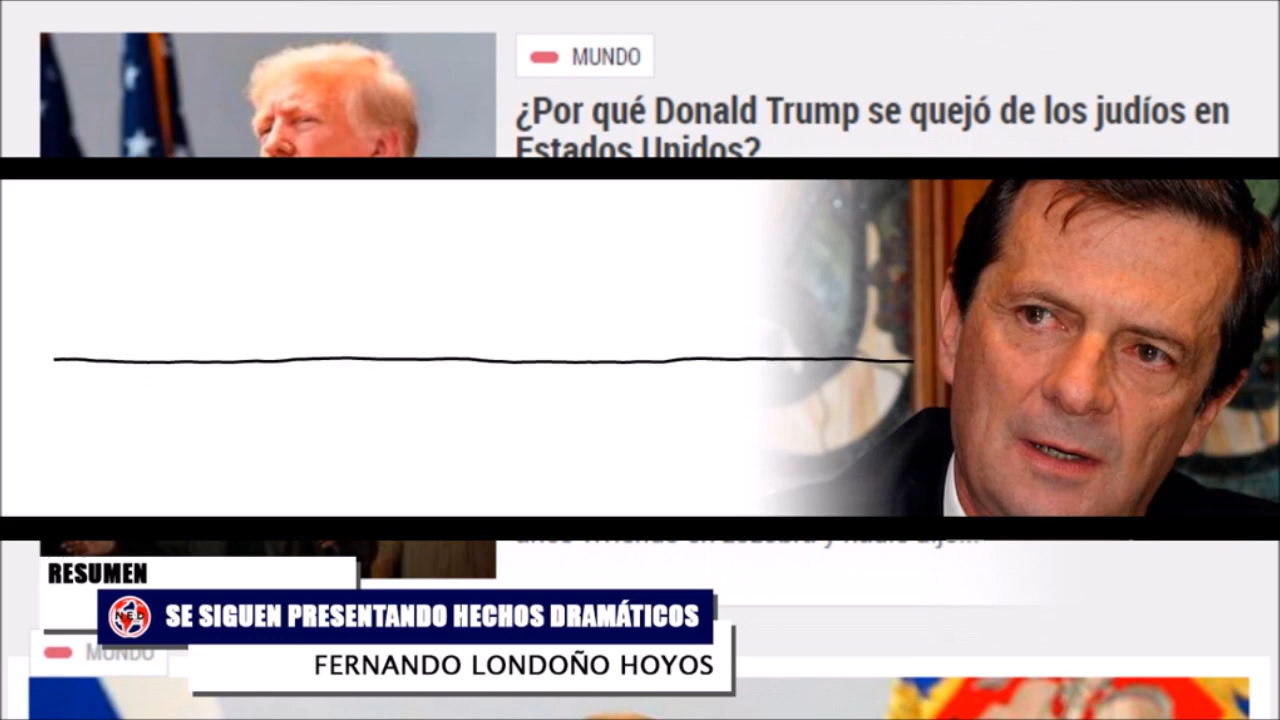 MUNDO
¿Por qué Donald Trump se quejó de los judíos en
Estados Unidos?
RESUMEN
SE SIGUEN PRESENTANDO HECHOS DRAMÁTICOS
FERNANDO LONDOÑO HOYOS
MUNDO